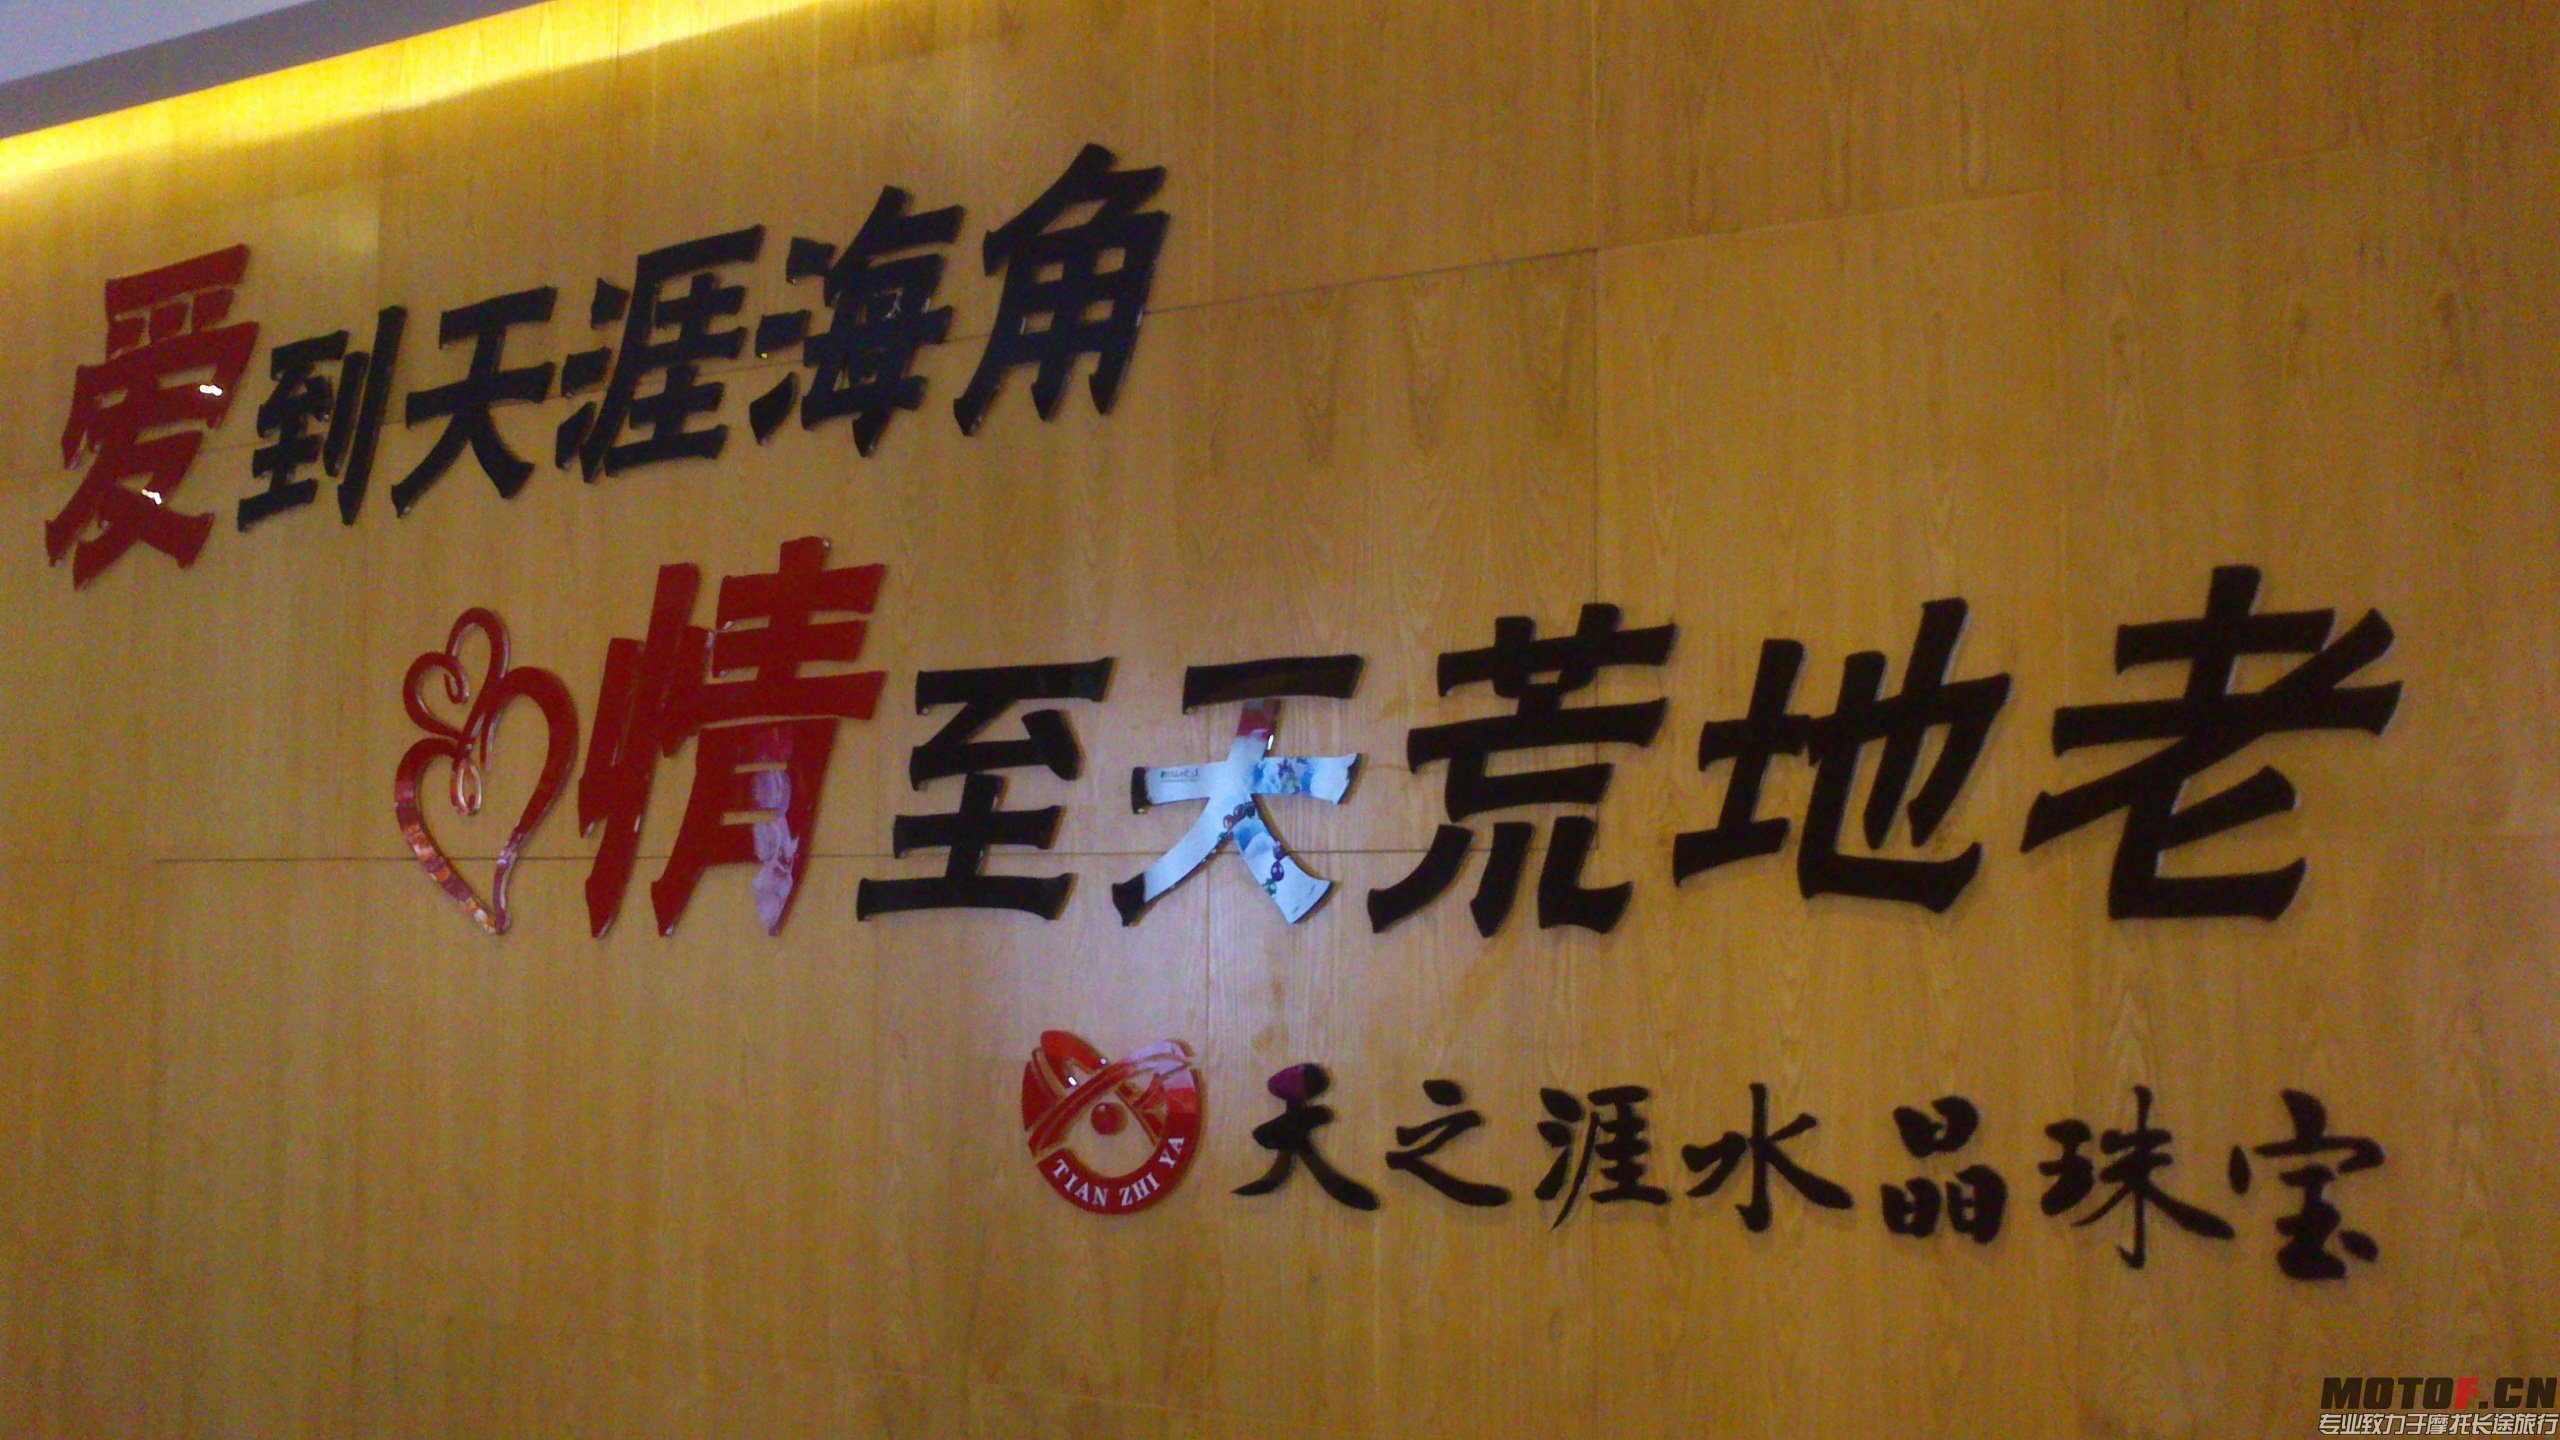 爱到天涯海角
情至天荒地老
TIAN ZHI YA
天之涯水晶珠宝
MOTOF.CN
专业致力于摩托长途旅行